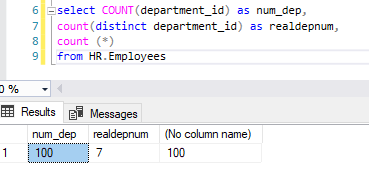 6 select COUNT(department_id) as num_dep,
7 count(distinct department_id) as realdepnum,
8 count (*)
9 from HR.Employees
0 %
Results Messages
num_dep realdepnum (No column name)
1 100 7 100